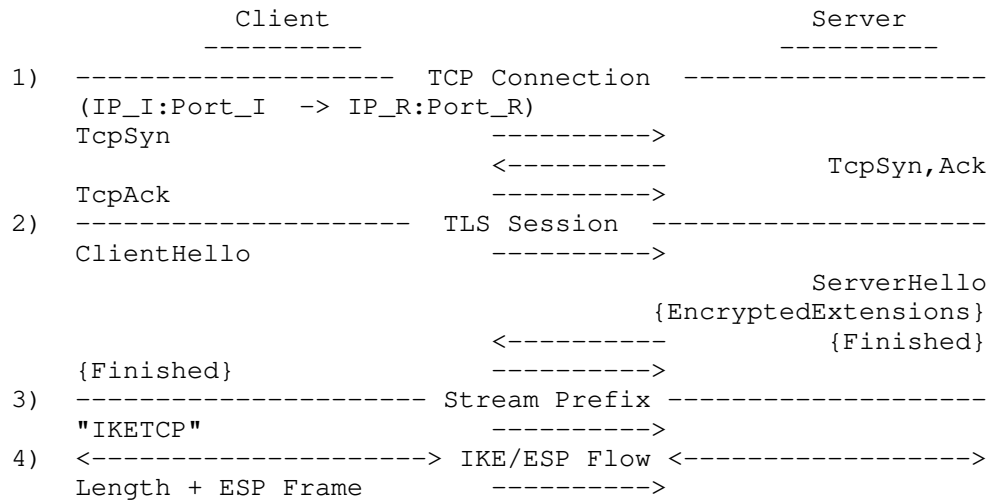 Client Server
---------- ----------
1) -------------------- TCP Connection -------------------
(IP_I:Port_I -> IP_R:Port_R)
TcpSyn ---------->
<---------- TcpSyn,Ack
TcpAck ---------->
2) --------------------- TLS Session ---------------------
ClientHello ---------->
ServerHello
{EncryptedExtensions}
<---------- {Finished}
{Finished} ---------->
3) ---------------------- Stream Prefix --------------------
"IKETCP" ---------->
4) <---------------------> IKE/ESP Flow <------------------>
Length + ESP Frame ---------->